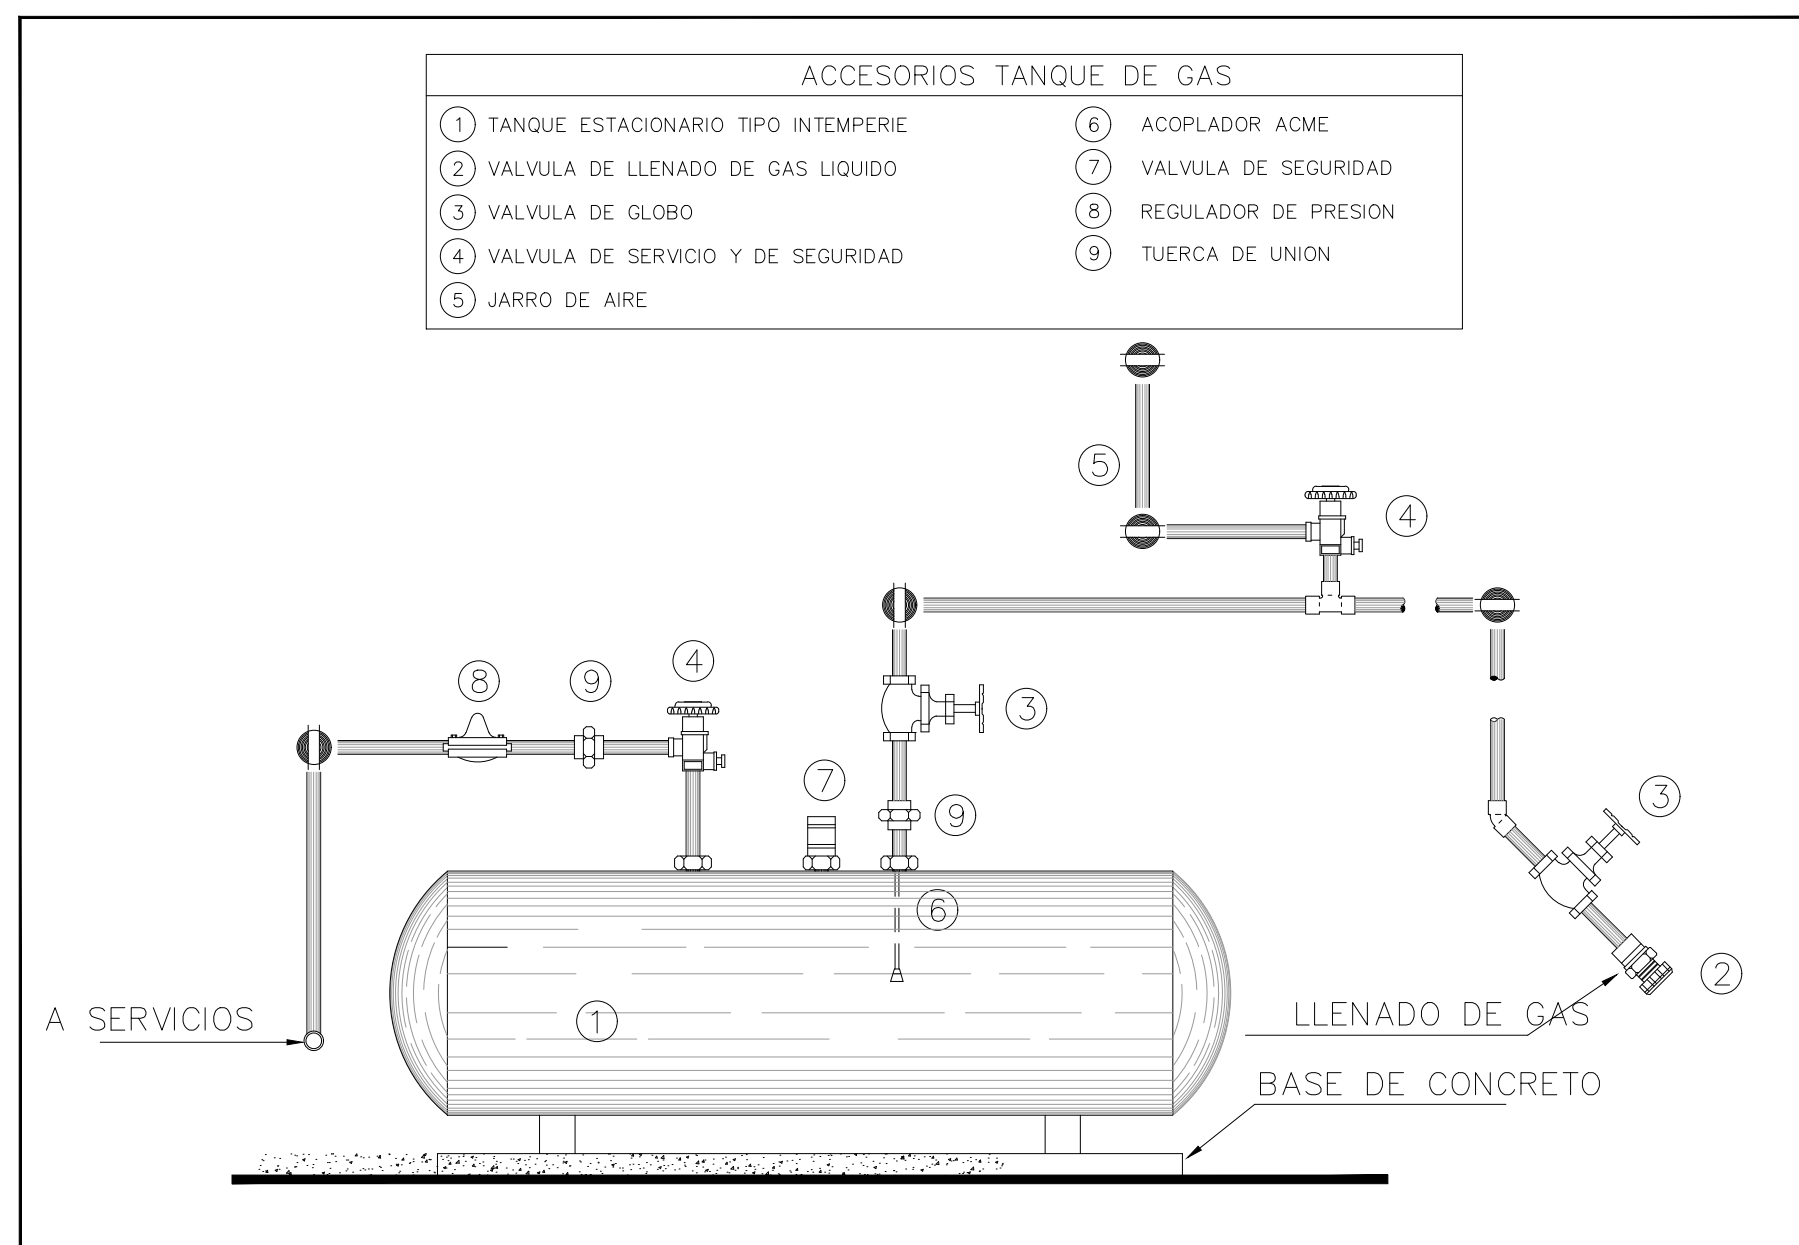 ACCESORIOS TANQUE DE GAS
1 TANQUE ESTACIONARIO TIPO INTEMPERIE
2 VALVULA DE LLENADO DE GAS LIQUIDO
3 VALVULA DE GLOBO
4 VALVULA DE SERVICIO Y DE SEGURIDAD
5 JARRO DE AIRE
6 ACOPLADOR ACME
7 VALVULA DE SEGURIDAD
8 REGULADOR DE PRESION
9 TUERCA DE UNION
5
4
4
8
9
3
7
3
9
6
2
1
A SERVICIOS
LLENADO DE GAS
BASE DE CONCRETO